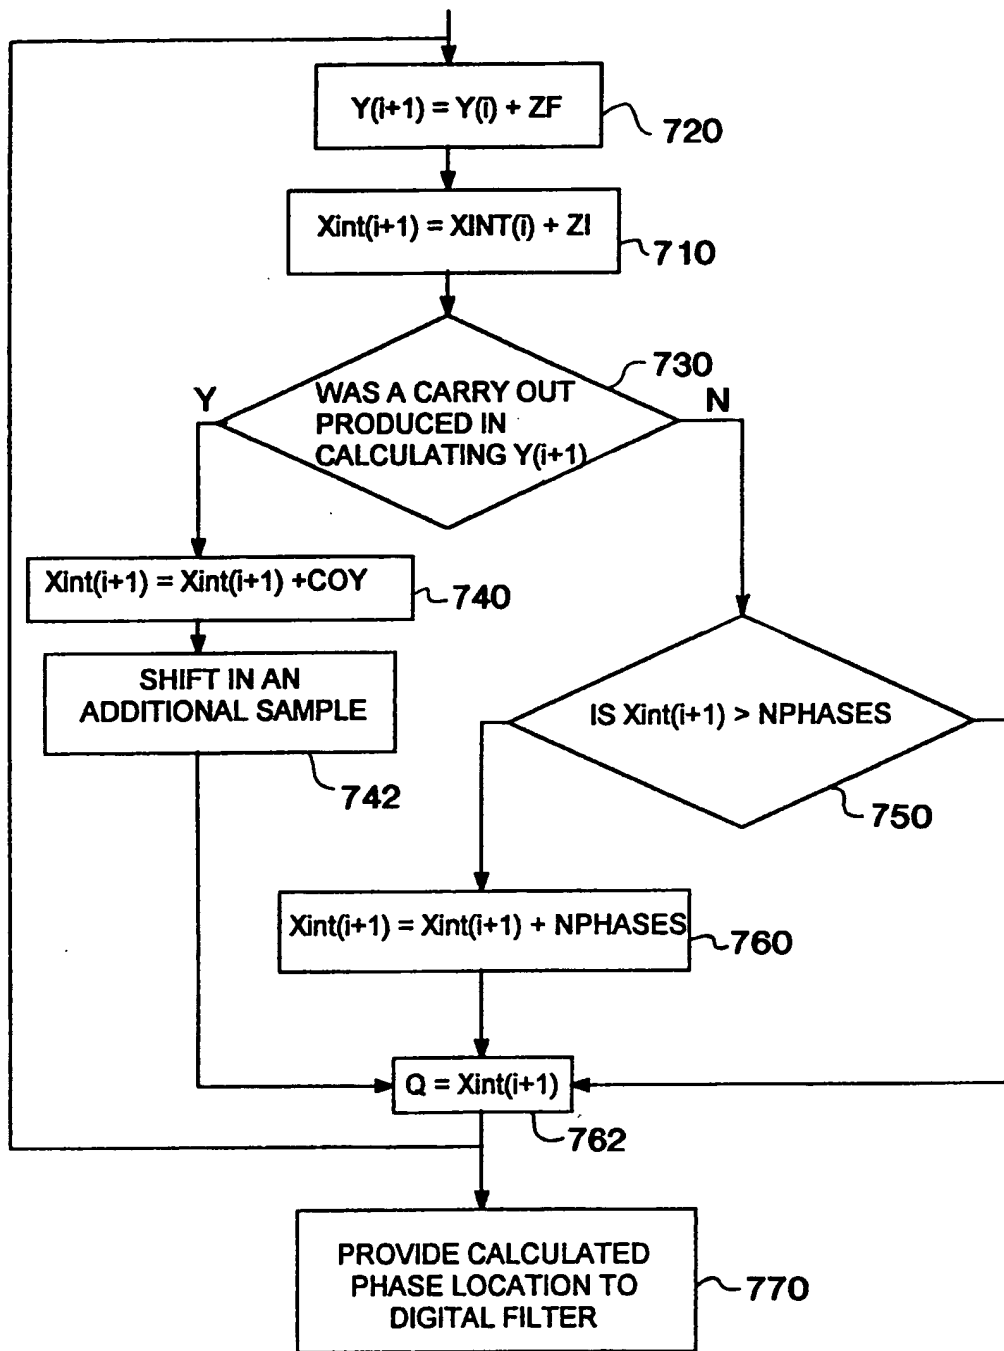 Y(i+1) = Y(i) + ZF
720
Xint(i+1) = XINT(i) + ZI
710
730
Y
N
WAS A CARRY OUT
PRODUCED IN
CALCULATING Y(i+1)
Xint(i+1) = Xint(i+1) +COY
740
SHIFT IN AN
ADDITIONAL SAMPLE
742
IS Xint(i+1) > NPHASES
750
Xint(i+1) = Xint(i+1) + NPHASES
760
Q = Xint(i+1)
762
PROVIDE CALCULATED
PHASE LOCATION TO
DIGITAL FILTER
770